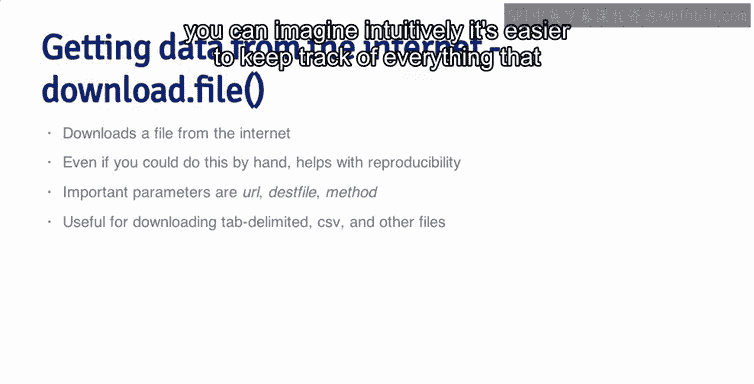 you can imagine intuitively it's easier
to keep track of everything that
Getting data from the internet -
download.file()
· Downloads a file from the internet
· Even if you could do this by hand, helps with reproducibility
· Important parameters are url, destfile, method
· Useful for downloading tab-delimited, csv, and other files